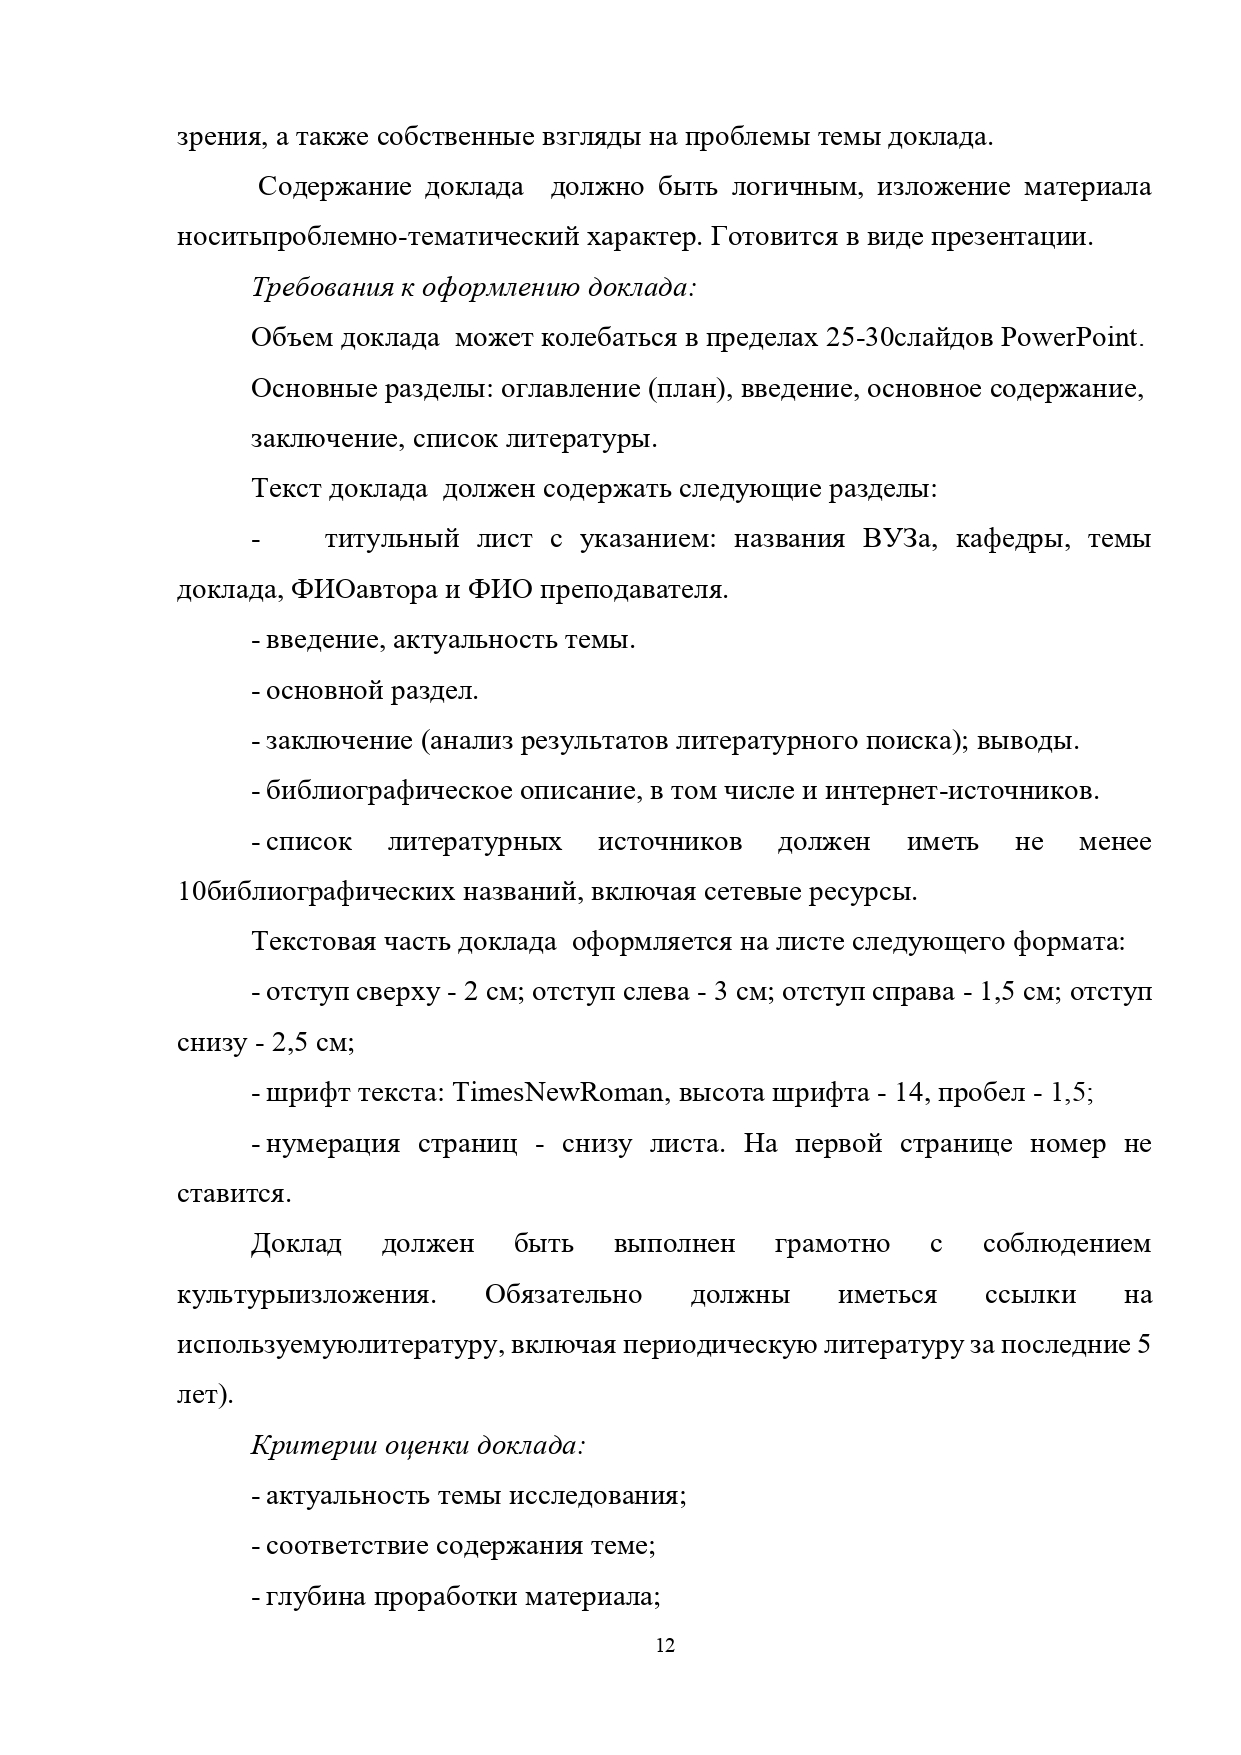 зрения, а также собственные взгляды на проблемы темы доклада.
Содержание доклада должно быть логичным, изложение материала
носитьпроблемно-тематический характер. Готовится в виде презентации.
Требования к оформлению доклада:
Объем доклада может колебаться в пределах 25-30слайдов PowerPoint.
Основные разделы: оглавление (план), введение, основное содержание,
заключение, список литературы.
Текст доклада должен содержать следующие разделы:
- титульный лист с указанием: названия ВУЗа, кафедры, темы
доклада, ФИОавтора и ФИО преподавателя.
- введение, актуальность темы.
- основной раздел.
- заключение (анализ результатов литературного поиска); выводы.
- библиографическое описание, в том числе и интернет-источников.
- список литературных источников должен иметь не менее
10библиографических названий, включая сетевые ресурсы.
Текстовая часть доклада оформляется на листе следующего формата:
- отступ сверху - 2 см; отступ слева - 3 см; отступ справа - 1,5 см; отступ
снизу - 2,5 см;
- шрифт текста: TimesNewRoman, высота шрифта - 14, пробел - 1,5;
- нумерация страниц - снизу листа. На первой странице номер не
ставится.
Доклад должен быть выполнен грамотно с соблюдением
культурыизложения. Обязательно должны иметься ссылки на
используемуюлитературу, включая периодическую литературу за последние 5
лет).
Критерии оценки доклада:
- актуальность темы исследования;
- соответствие содержания теме;
- глубина проработки материала;
12